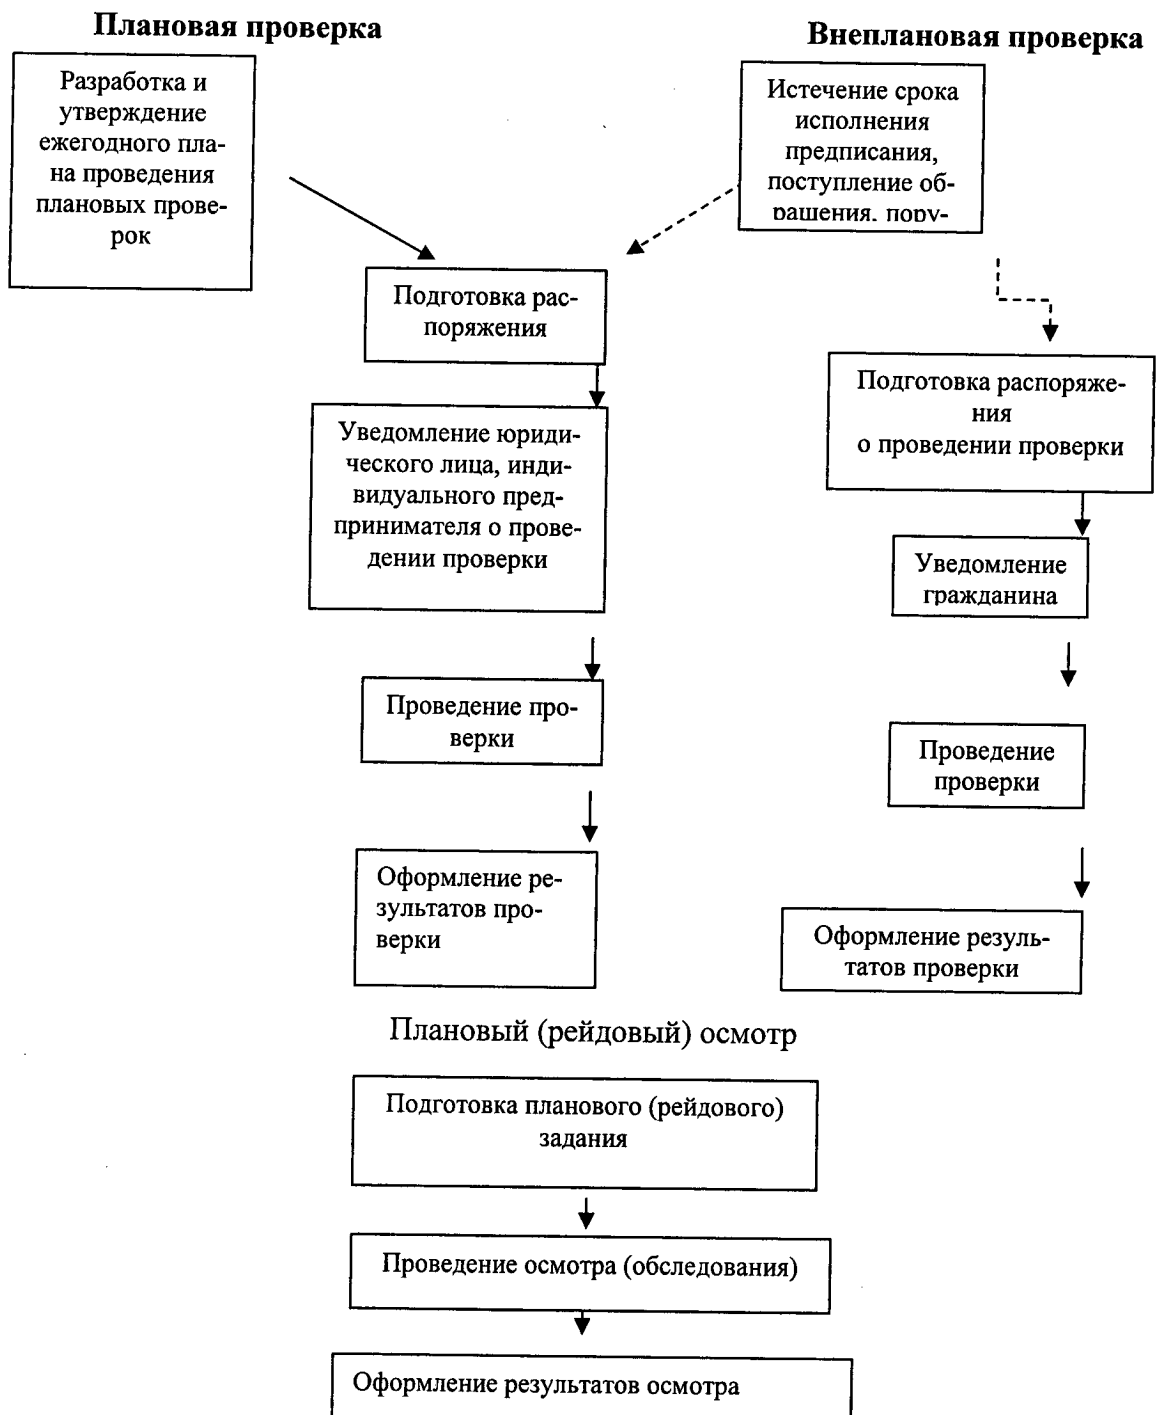 Плановая проверка
Внеплановая проверка
Разработка и
утверждение
ежегодного пла-
на проведения
плановых прове-
рок
Истечение срока
исполнения
предписания,
поступление об-
ращения, пору-
Подготовка рас-
поряжения
Подготовка распоряже-
ния
о проведении проверки
Уведомление юриди-
ческого лица, инди-
видуального пред-
принимателя о прове-
дении проверки
Уведомление
гражданина
Проведение про-
верки
Проведение
проверки
Оформление ре-
зультатов про-
верки
Оформление резуль-
татов проверки
Плановый (рейдовый) осмотр
Подготовка планового (рейдового)
задания
Проведение осмотра (обследования)
Оформление результатов осмотра